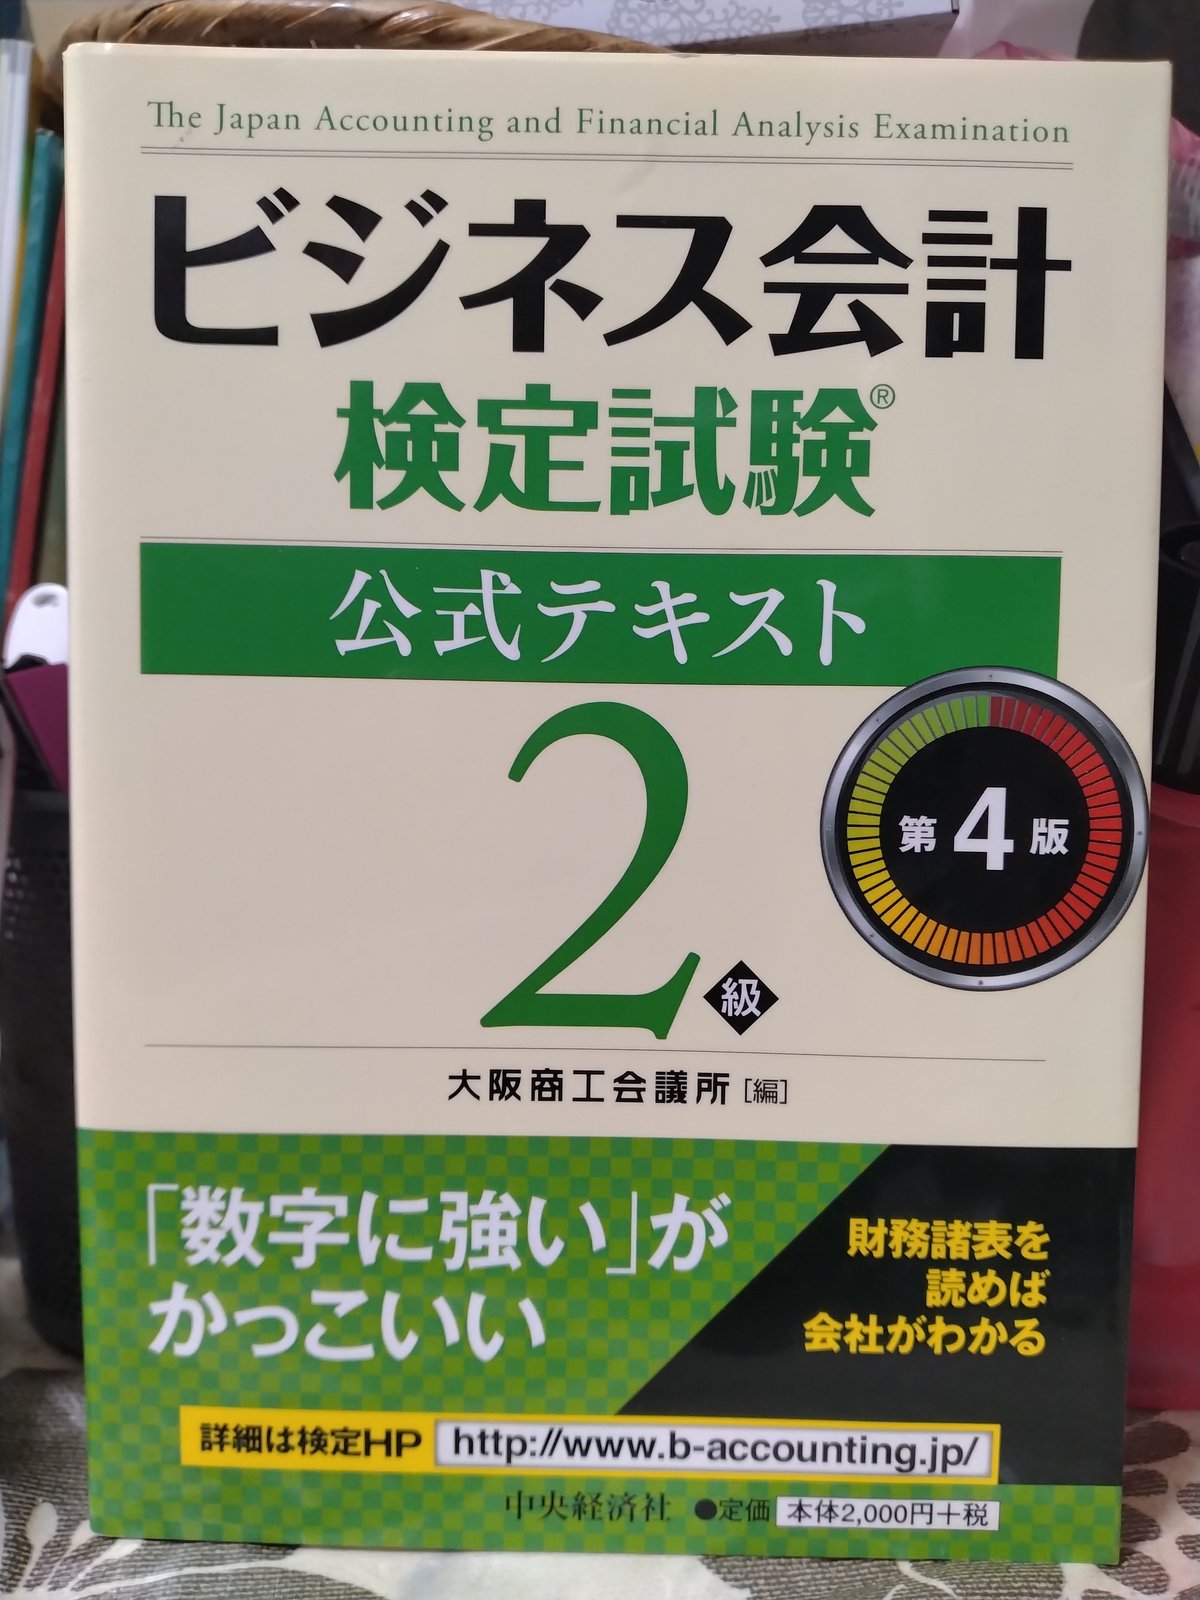 The Japan Accounting and Financial Analysis Examination
ビジネス会計
検定試験®
公式テキスト
2級
第4版
大阪商工会議所[編]
「数字に強い」が
かっこいい
財務諸表を
読めば
会社がわかる
詳細は検定HP http://www.b-accounting.jp/
中央経済社 ●定価 本体2,000円+税